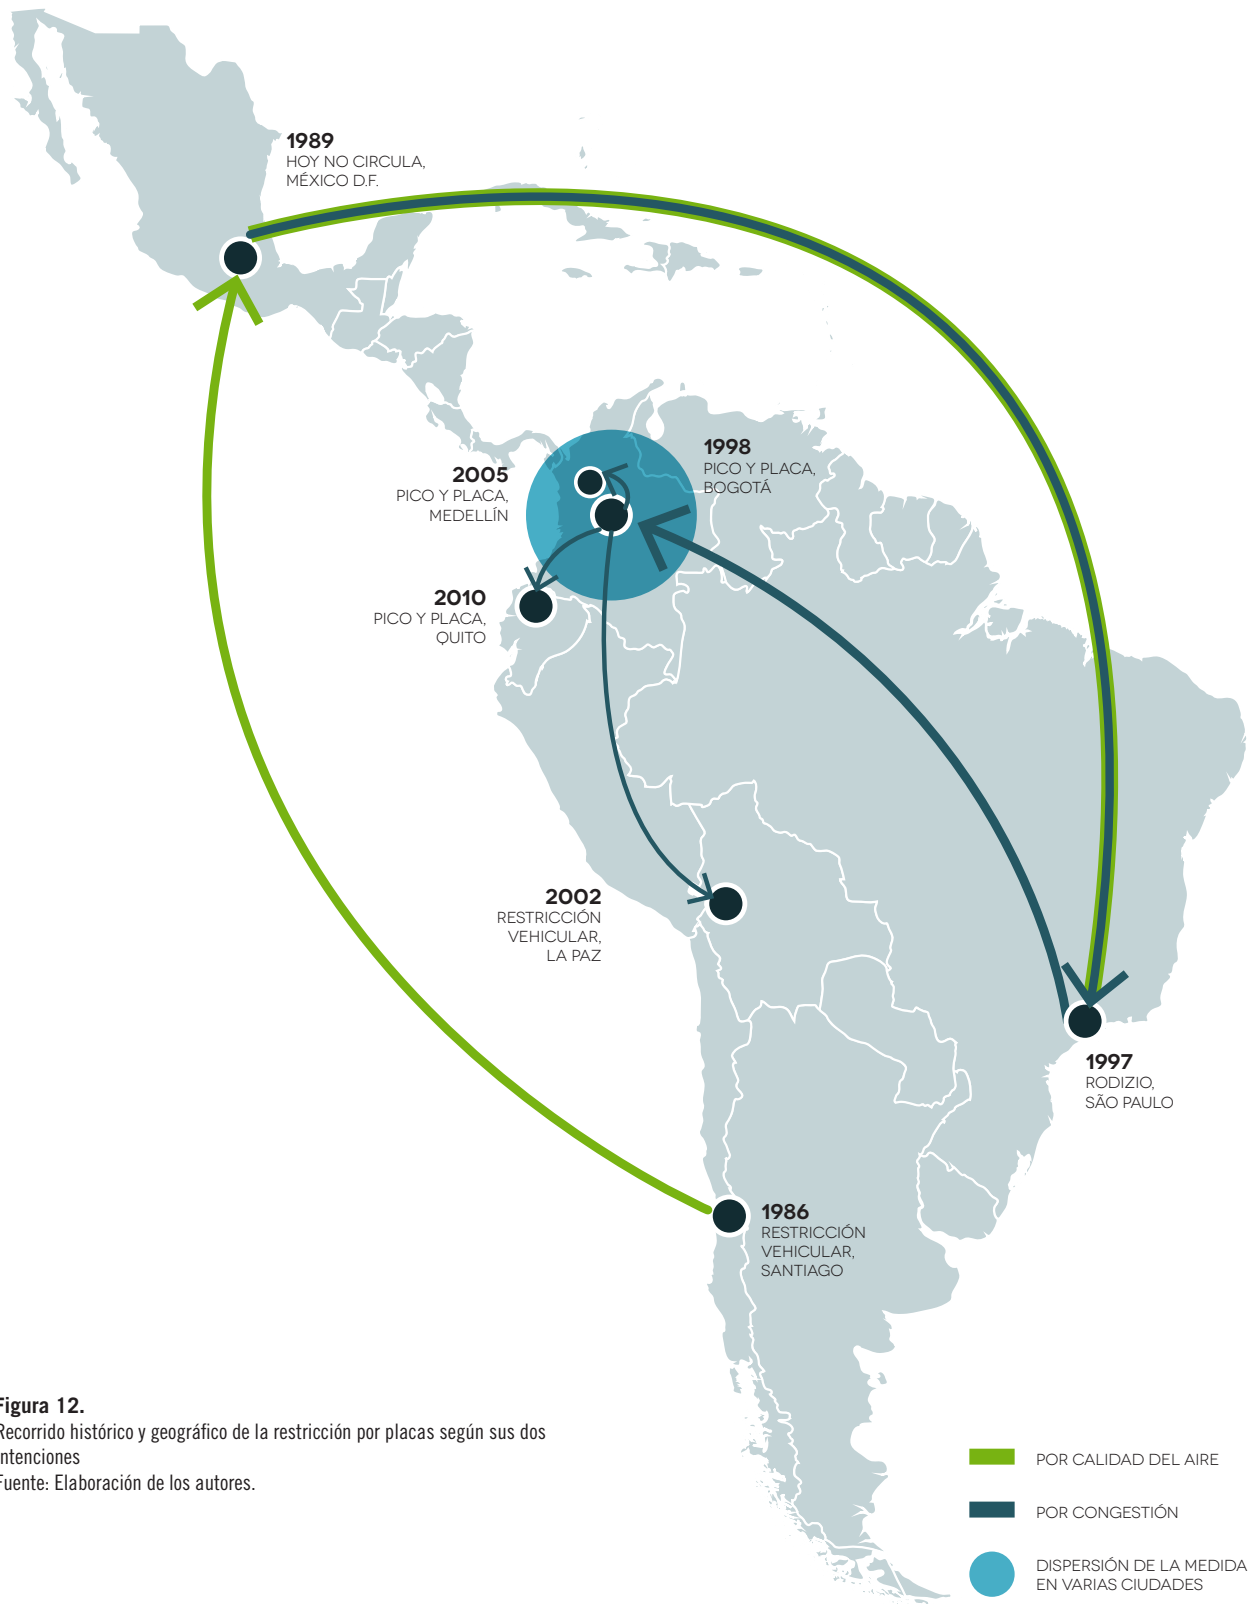 1989
HOY NO CIRCULA,
MÉXICO D.F.
1998
PICO Y PLACA,
BOGOTÁ
2005
PICO Y PLACA,
MEDELLÍN
2010
PICO Y PLACA,
QUITO
2002
RESTRICCIÓN
VEHICULAR,
LA PAZ
1997
RODIZIO,
SÃO PAULO
1986
RESTRICCIÓN
VEHICULAR,
SANTIAGO
Figura 12.
Recorrido histórico y geográfico de la restricción por placas según sus dos
intenciones
Fuente: Elaboración de los autores.
POR CALIDAD DEL AIRE
POR CONGESTIÓN
DISPERSIÓN DE LA MEDIDA
EN VARIAS CIUDADES